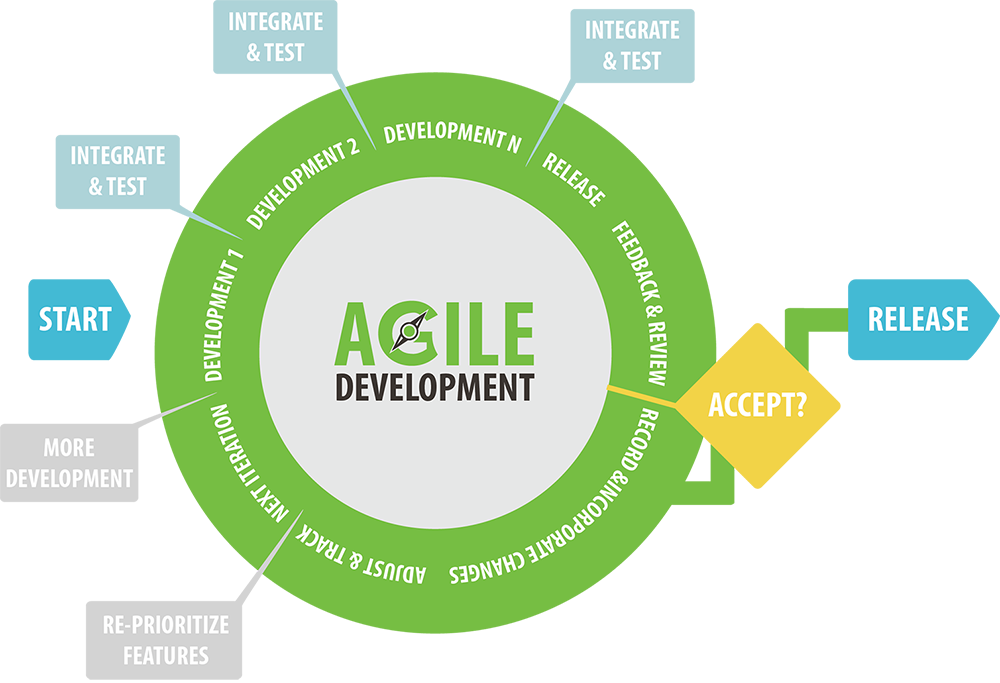 INTEGRATE
& TEST
INTEGRATE
& TEST
INTEGRATE
& TEST
START
DEVELOPMENT 1
DEVELOPMENT 2
DEVELOPMENT N
RELEASE
FEEDBACK & REVIEW
ACCEPT?
RELEASE
RECORD &INCORPORATE CHANGES
ADJUST & TRACK
NEXT ITERATION
AGILE
DEVELOPMENT
MORE
DEVELOPMENT
RE-PRIORITIZE
FEATURES